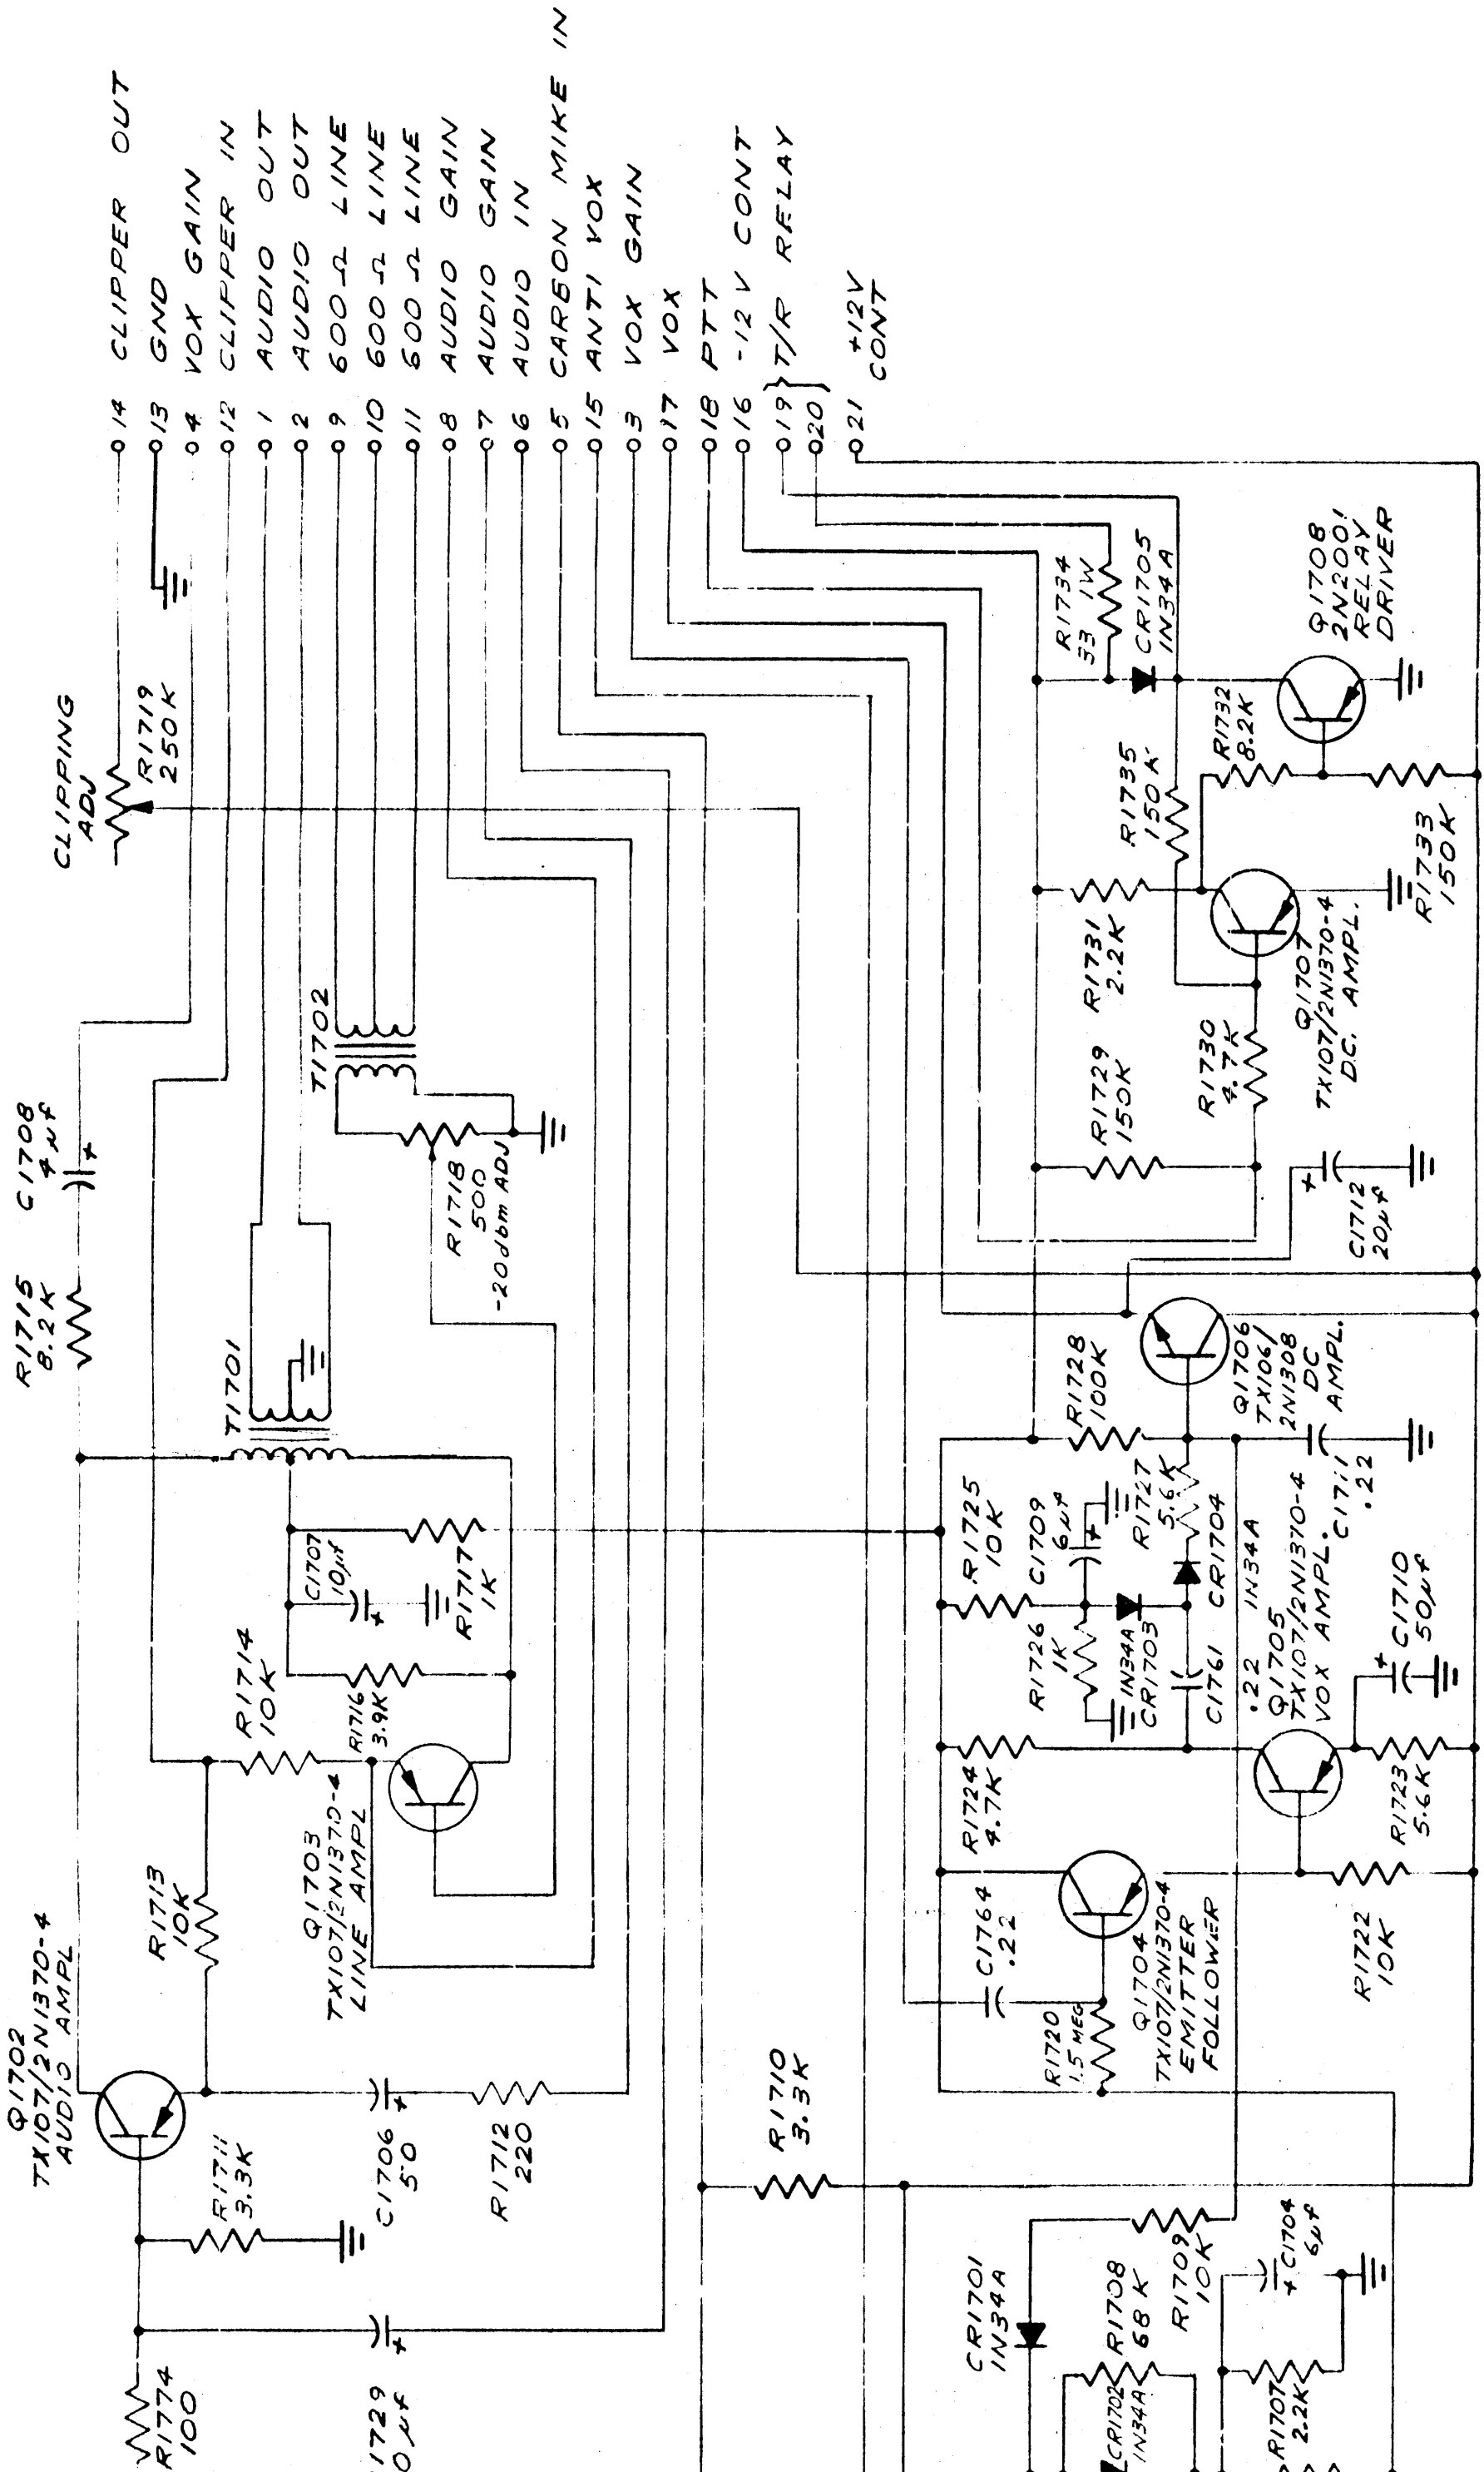 14 CLIPPER OUT
13 GND
4 VOX GAIN
12 CLIPPER IN
1 AUDIO OUT
2 AUDIO OUT
9 600Ω LINE
10 600Ω LINE
11 600Ω LINE
8 AUDIO GAIN
7 AUDIO GAIN
6 AUDIO IN
5 CARBON MIKE IN
15 ANTI VOX
3 VOX GAIN
17 VOX
18 PTT
16 -12V CONT
19 } T/R RELAY
20
21 +12V
CONT
CLIPPING
ADJ
R1719
250K
C1708
4µf
+
R1715
8.2K
T1701
T1702
R1718
500
-20dbm ADJ
C1707
10µf
+
R1717
1K
R1714
10K
R1716
3.9K
R1713
10K
Q1703
TX107/2N1370-4
LINE AMPL
Q1702
TX107/2N1370-4
AUDIO AMPL
R1711
3.3K
C1706
50
+
R1712
220
R1774
100
1729
0µf
+
R1710
3.3K
R1734
33 1W
CR1705
1N34A
Q1708
2N2001
RELAY
DRIVER
R1732
8.2K
R1735
150K
R1733
150K
R1731
2.2K
Q1707
TX107/2N1370-4
D.C. AMPL.
R1730
4.7K
R1729
150K
+
C1712
20µf
R1728
100K
Q1706
TX106/
2N1308
DC
AMPL.
R1725
10K
C1709
6µf
+
R1727
5.6K
CR1704
1N34A
C1711
.22
R1726
1K
1N34A
CR1703
C1761
.22
Q1705
TX107/2N1370-4
VOX AMPL.
+
C1710
50µf
R1724
4.7K
R1723
5.6K
C1764
.22
R1720
1.5 MEG
Q1704
TX107/2N1370-4
EMITTER
FOLLOWER
R1722
10K
CR1701
1N34A
R1709
10K
R1708
68K
CR1702
1N34A
+ C1704
6µf
R1707
2.2K